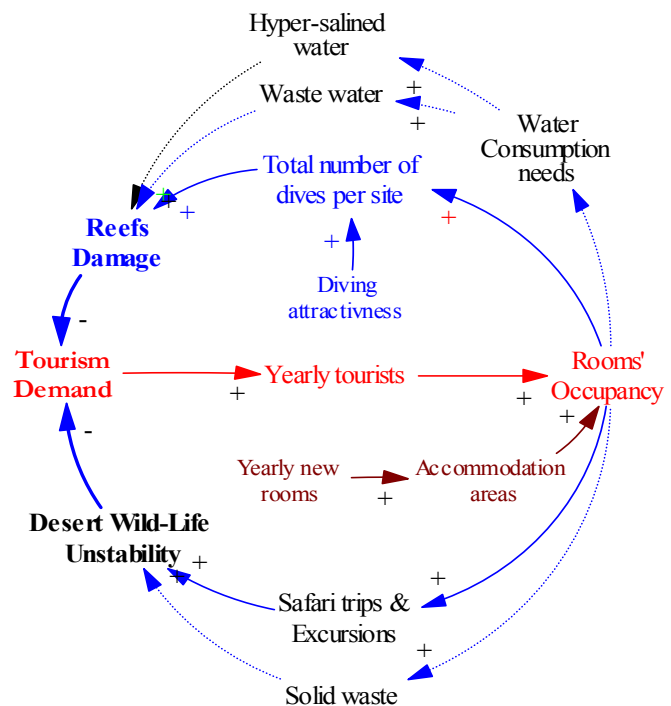 Hyper-salined
water
+
Waste water
+
Water
Consumption
needs
Total number of
dives per site
+
+
+
+
+
Reefs
Damage
Diving
attractivness
-
Tourism
Demand
+
Yearly tourists
+
Rooms'
Occupancy
+
-
Yearly new
rooms
+
Accommodation
areas
Desert Wild-Life
Unstability
+
+
+
Safari trips &
Excursions
+
Solid waste